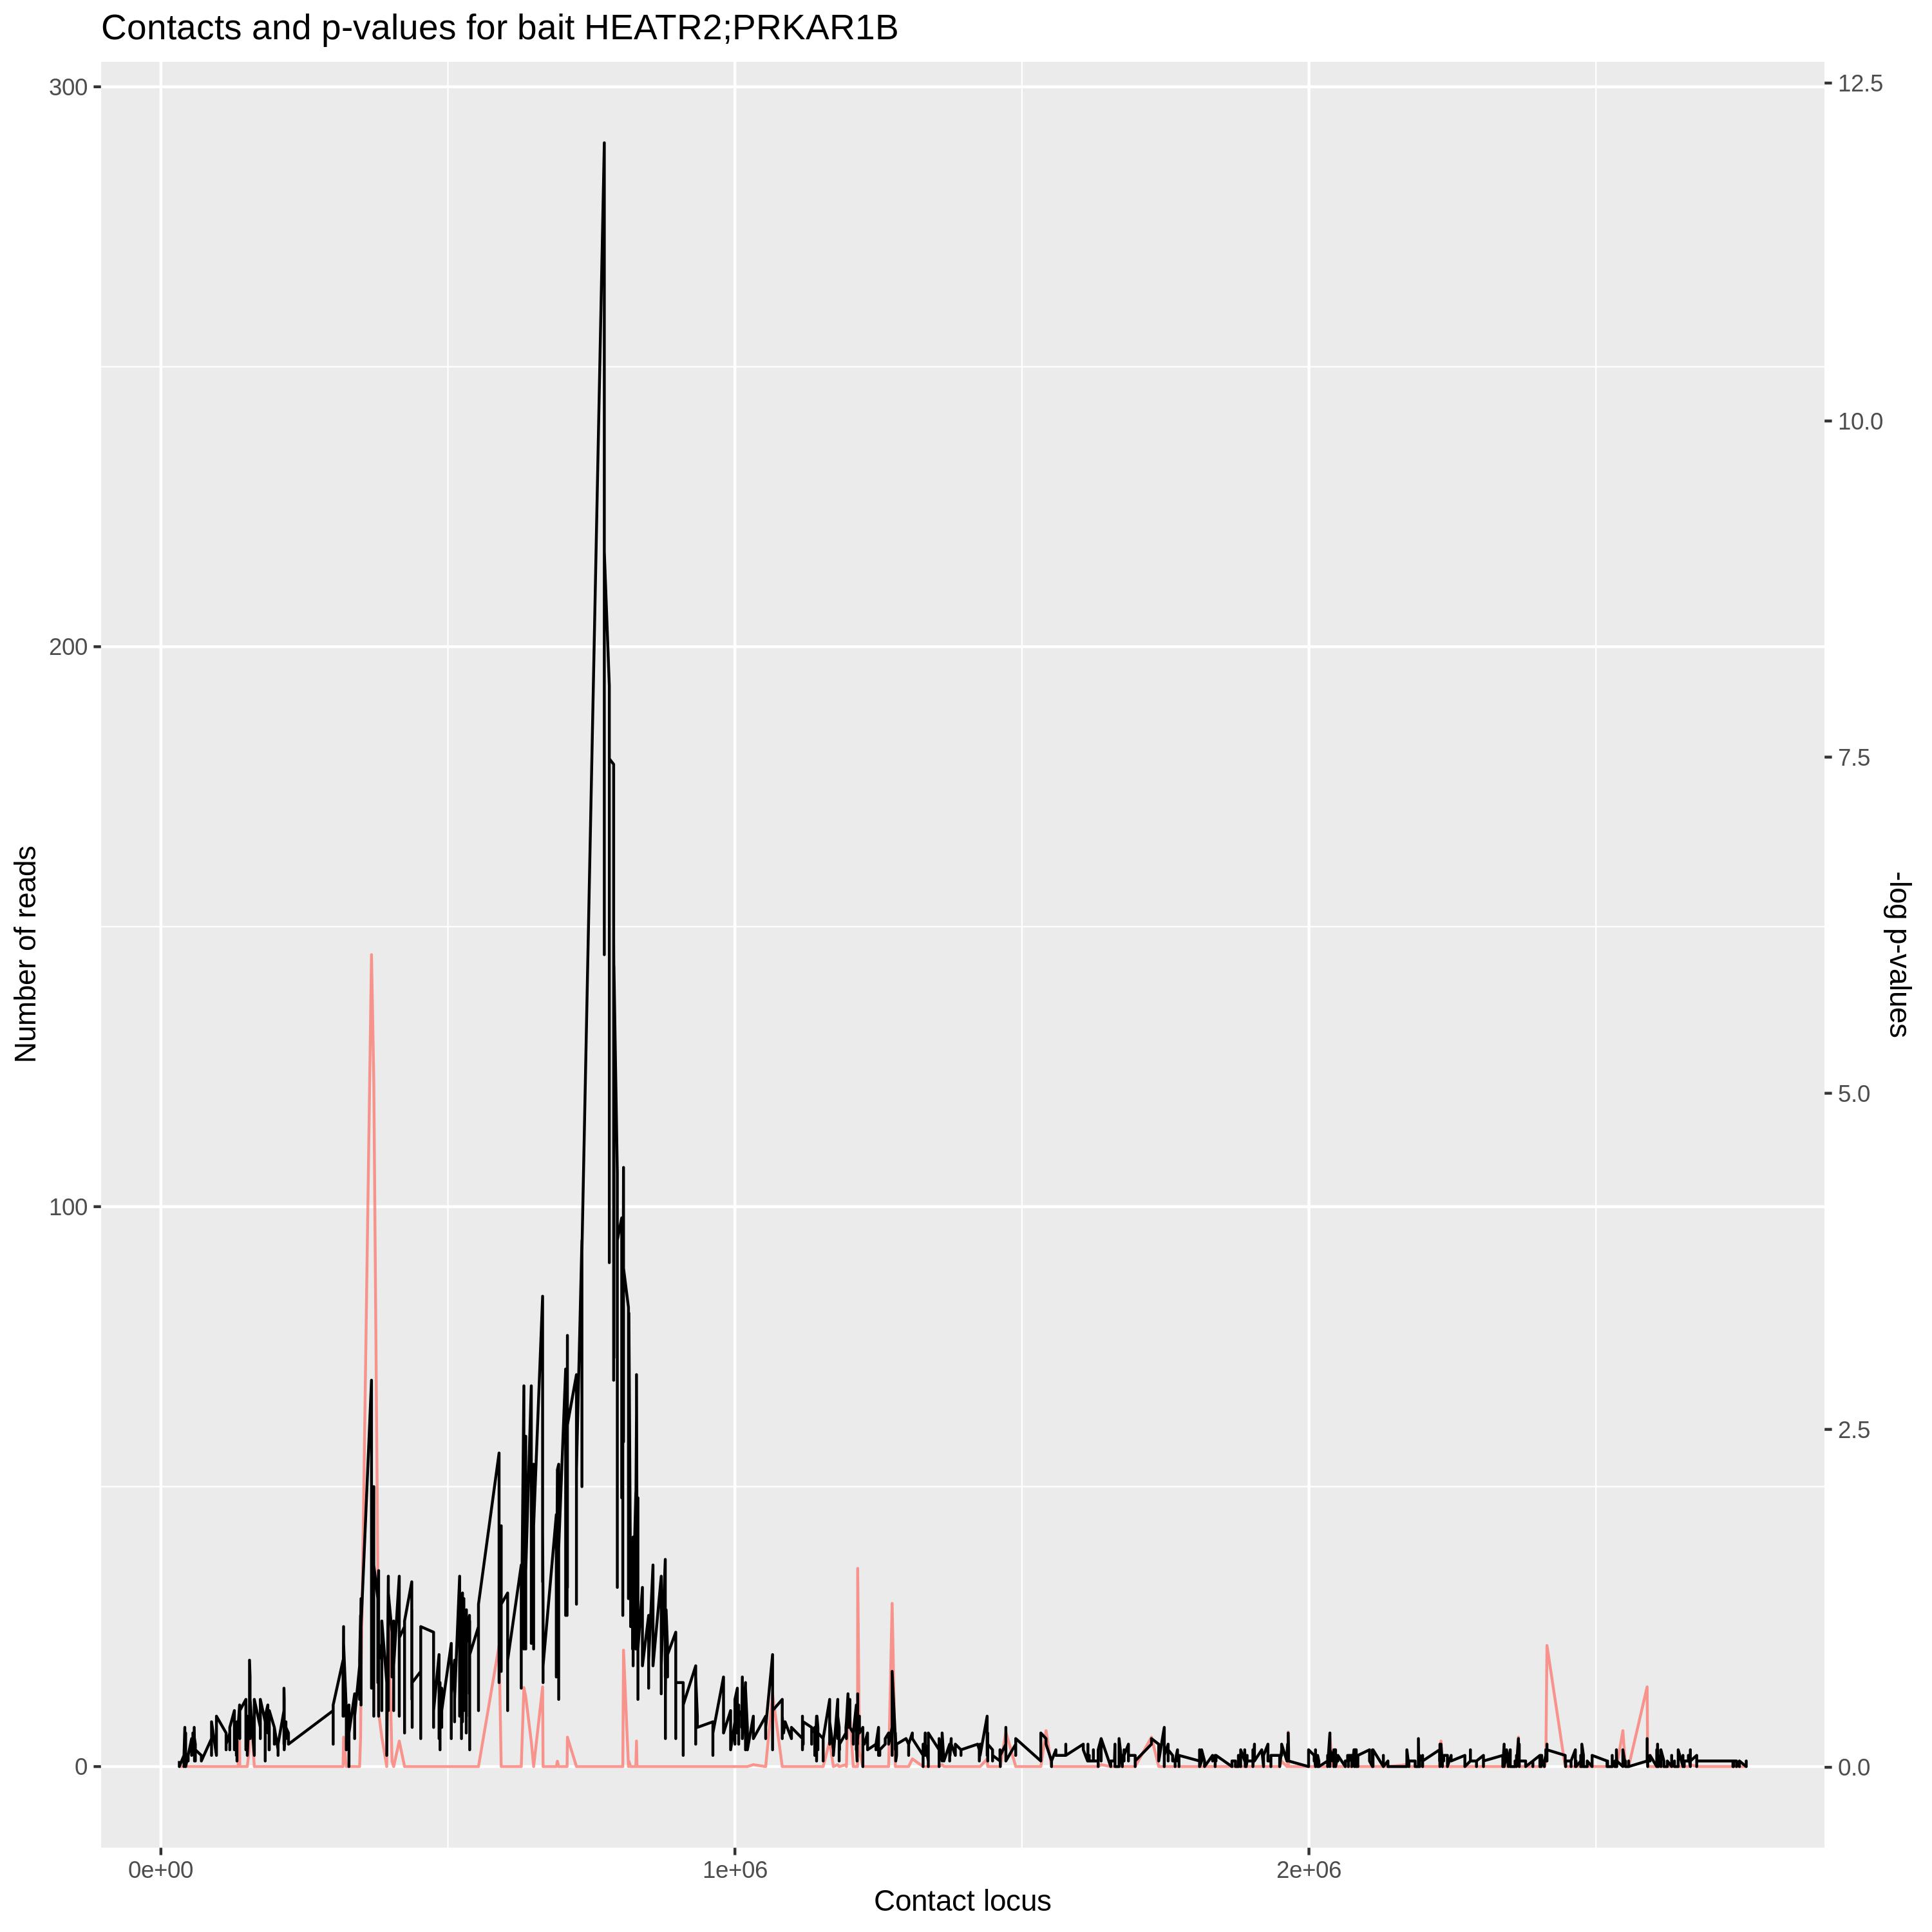 Contacts and p-values for bait HEATR2;PRKAR1B
300
200
100
0
Number of reads
12.5
10.0
7.5
5.0
2.5
0.0
-log p-values
0e+00
1e+06
2e+06
Contact locus